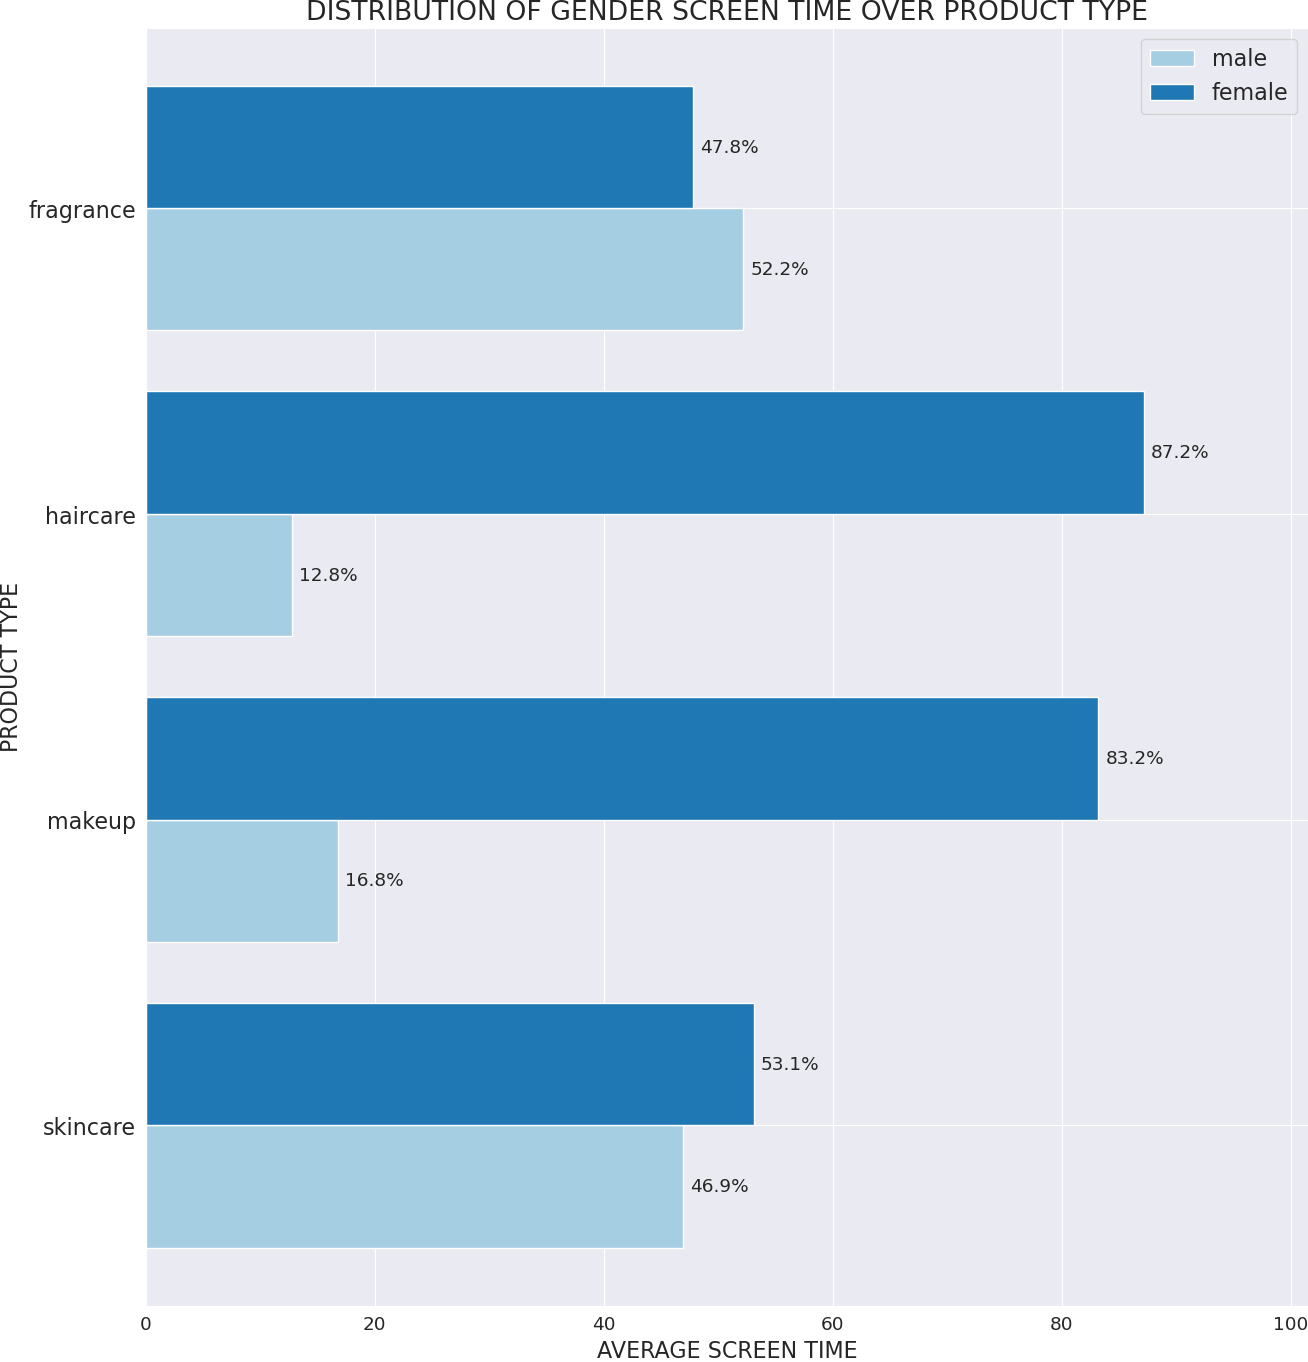 DISTRIBUTION OF GENDER SCREEN TIME OVER PRODUCT TYPE
male
female
47.8%
fragrance
52.2%
87.2%
haircare
12.8%
PRODUCT TYPE
83.2%
makeup
16.8%
53.1%
skincare
46.9%
0 20 40 60 80 100
AVERAGE SCREEN TIME